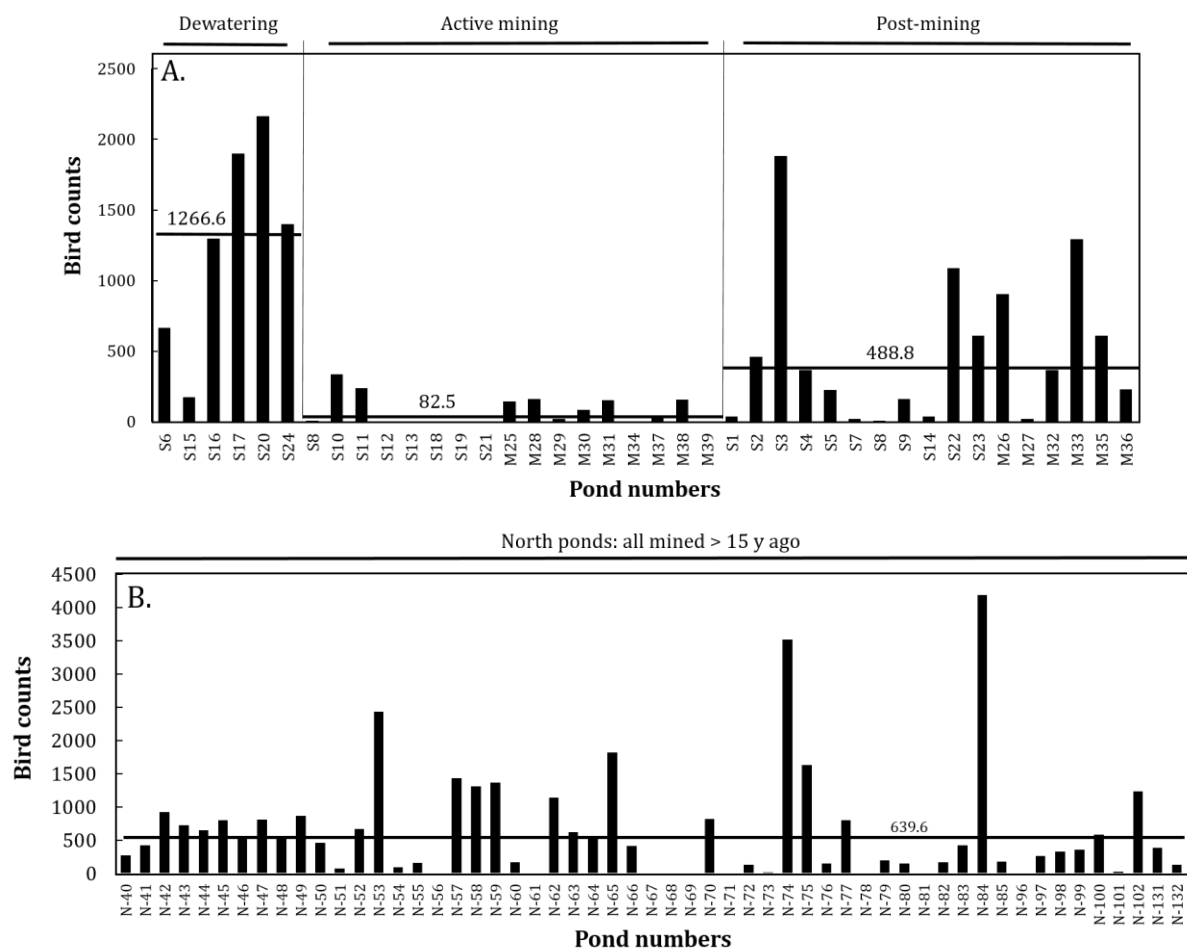 Dewatering Active mining Post-mining
A.
2500
2000
1500
1000
500
0
Bird counts
1266.6
82.5
488.8
S6 S15 S16 S17 S20 S24 S8 S10 S11 S12 S13 S18 S19 S21 M25 M28 M29 M30 M31 M34 M37 M38 M39 S1 S2 S3 S4 S5 S7 S8 S9 S14 S22 S23 M26 M27 M32 M33 M35 M36
Pond numbers
North ponds: all mined > 15 y ago
B.
4500
4000
3500
3000
2500
2000
1500
1000
500
0
Bird counts
639.6
N-40 N-41 N-42 N-43 N-44 N-45 N-46 N-47 N-48 N-49 N-50 N-51 N-52 N-53 N-54 N-55 N-56 N-57 N-58 N-59 N-60 N-61 N-62 N-63 N-64 N-65 N-66 N-67 N-68 N-69 N-70 N-71 N-72 N-73 N-74 N-75 N-76 N-77 N-78 N-79 N-80 N-81 N-82 N-83 N-84 N-85 N-96 N-97 N-98 N-99 N-100 N-101 N-102 N-131 N-132
Pond numbers